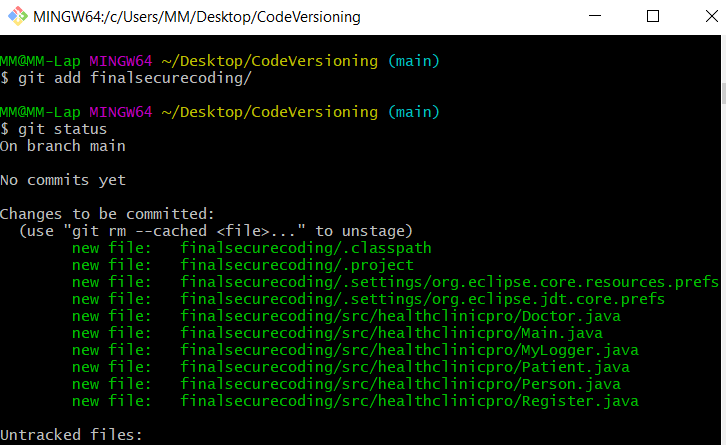 MINGW64:/c/Users/MM/Desktop/CodeVersioning
MM@MM-Lap MINGW64 ~/Desktop/CodeVersioning (main)
$ git add finalsecurecoding/
MM@MM-Lap MINGW64 ~/Desktop/CodeVersioning (main)
$ git status
On branch main
No commits yet
Changes to be committed:
  (use "git rm --cached <file>..." to unstage)
        new file:   finalsecurecoding/.classpath
        new file:   finalsecurecoding/.project
        new file:   finalsecurecoding/.settings/org.eclipse.core.resources.prefs
        new file:   finalsecurecoding/.settings/org.eclipse.jdt.core.prefs
        new file:   finalsecurecoding/src/healthclinicpro/Doctor.java
        new file:   finalsecurecoding/src/healthclinicpro/Main.java
        new file:   finalsecurecoding/src/healthclinicpro/MyLogger.java
        new file:   finalsecurecoding/src/healthclinicpro/Patient.java
        new file:   finalsecurecoding/src/healthclinicpro/Person.java
        new file:   finalsecurecoding/src/healthclinicpro/Register.java
Untracked files: